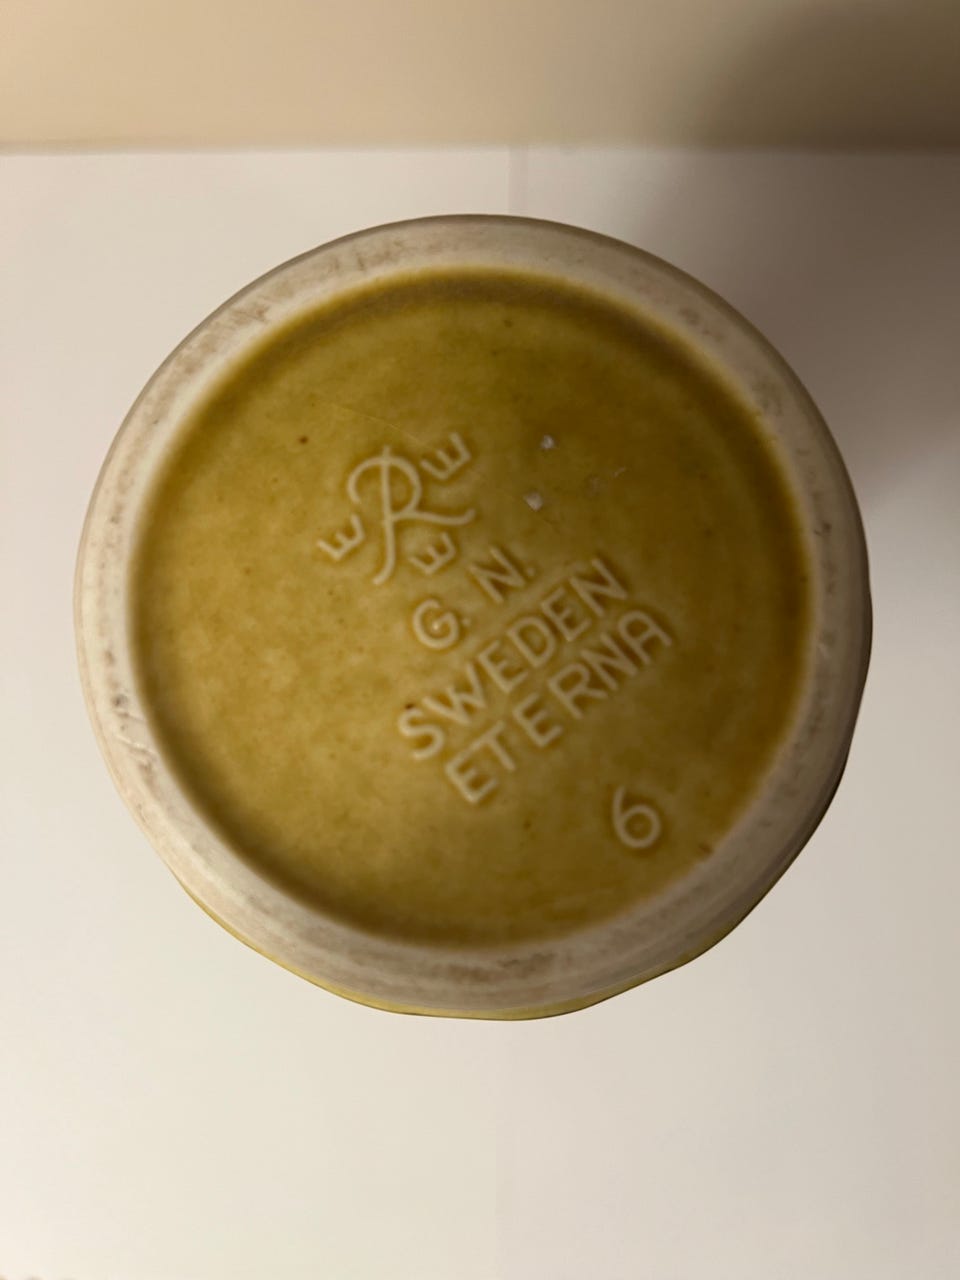 E R E
E
G. N.
SWEDEN
ETERNA
6